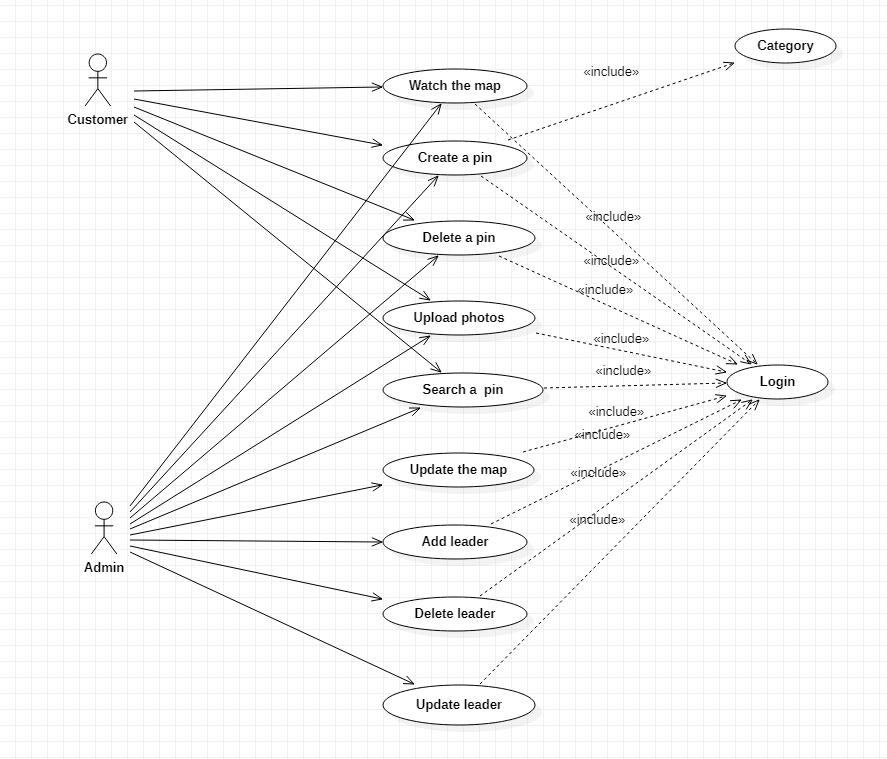 Category
«include»
Customer
Watch the map
Create a pin
«include»
Delete a pin
«include»
«include»
Upload photos
«include»
«include»
Login
Search a  pin
«include»
«include»
Update the map
«include»
Admin
«include»
Add leader
Delete leader
Update leader